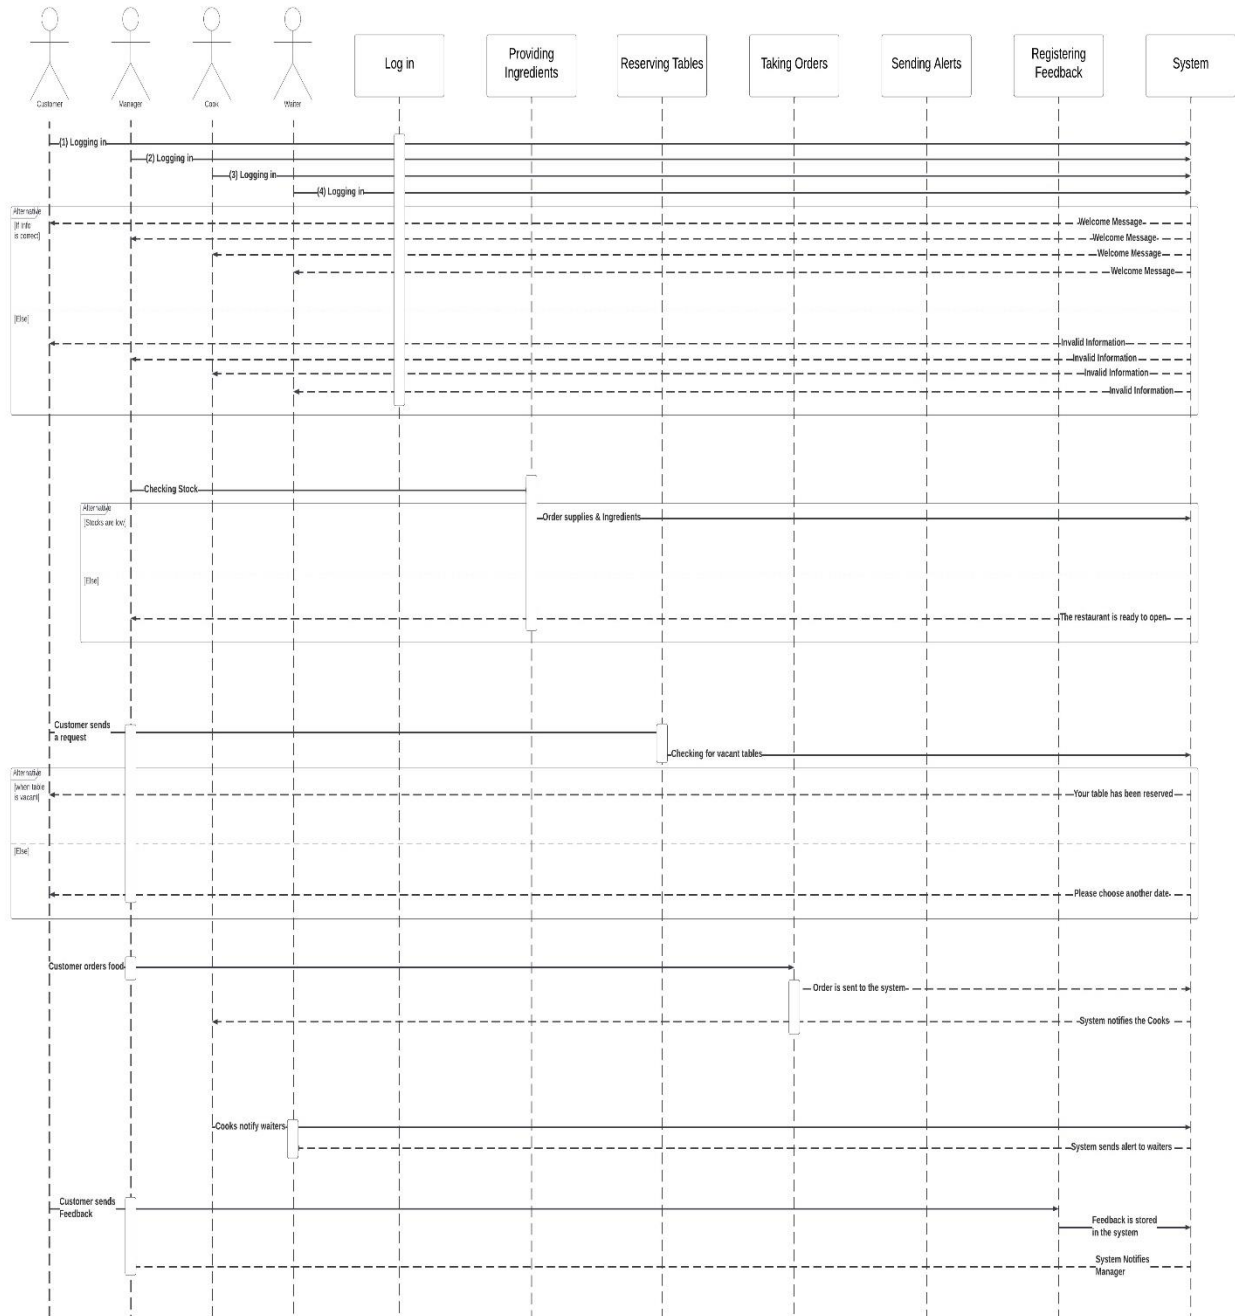 Customer
Manager
Cook
Waiter
Log in
Providing
Ingredients
Reserving Tables
Taking Orders
Sending Alerts
Registering
Feedback
System
(1) Logging in
(2) Logging in
(3) Logging in
(4) Logging in
Alternative
[If Info
is correct]
Welcome Message
Welcome Message
Welcome Message
Welcome Message
[Else]
Invalid Information
Invalid Information
Invalid Information
Invalid Information
Checking Stock
Alternative
[Stocks are low]
Order supplies & Ingredients
[Else]
The restaurant is ready to open
Customer sends
a request
Checking for vacant tables
Alternative
[when table
is vacant]
Your table has been reserved
[Else]
Please choose another date
Customer orders food
Order is sent to the system
System notifies the Cooks
Cooks notify waiters
System sends alert to waiters
Customer sends
Feedback
Feedback is stored
in the system
System Notifies
Manager